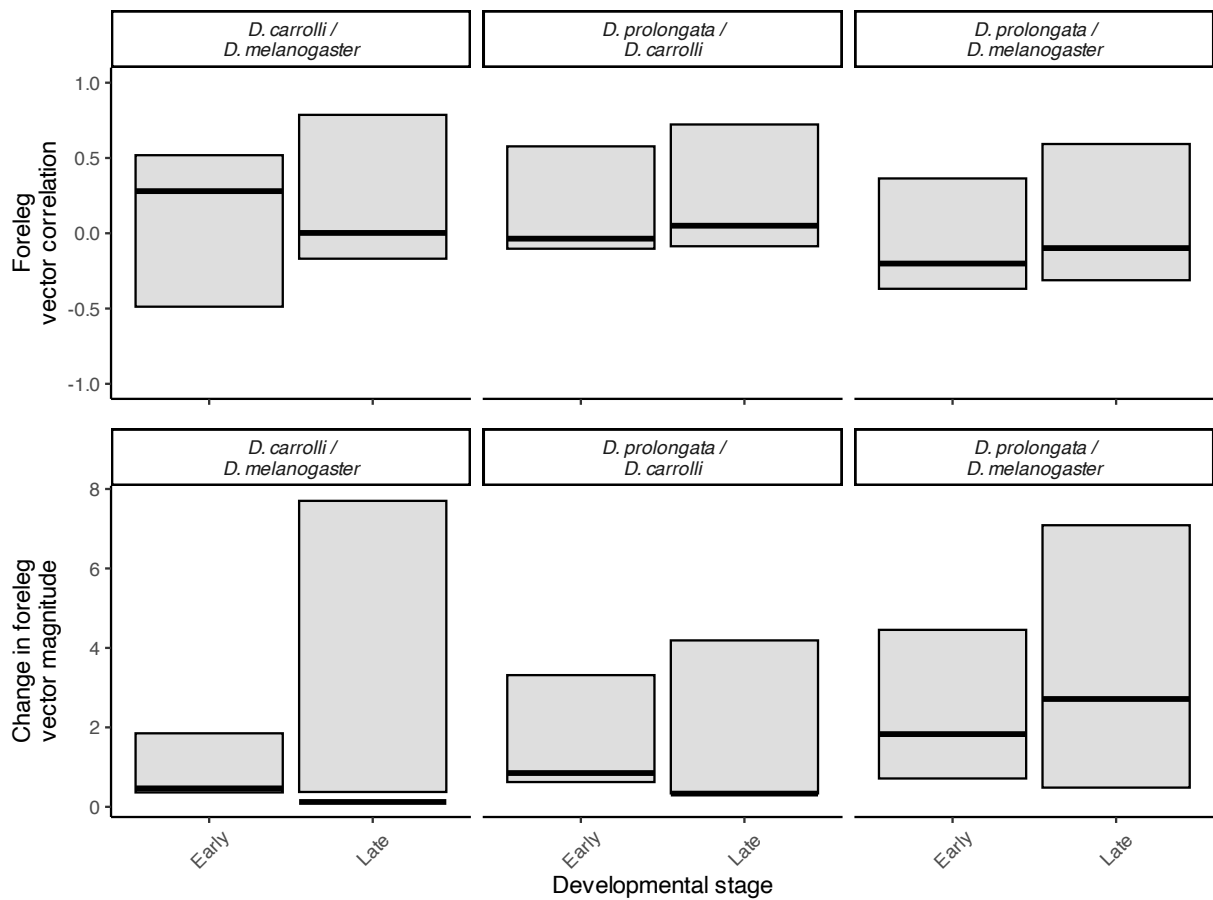 D. carrolli /
D. melanogaster
D. prolongata /
D. carrolli
D. prolongata /
D. melanogaster
Foreleg
vector correlation
1.0
0.5
0.0
-0.5
-1.0
D. carrolli /
D. melanogaster
D. prolongata /
D. carrolli
D. prolongata /
D. melanogaster
Change in foreleg
vector magnitude
8
6
4
2
0
Early
Late
Early
Late
Early
Late
Developmental stage